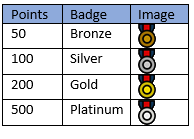 Points Badge Image
50 Bronze
100 Silver
200 Gold
500 Platinum